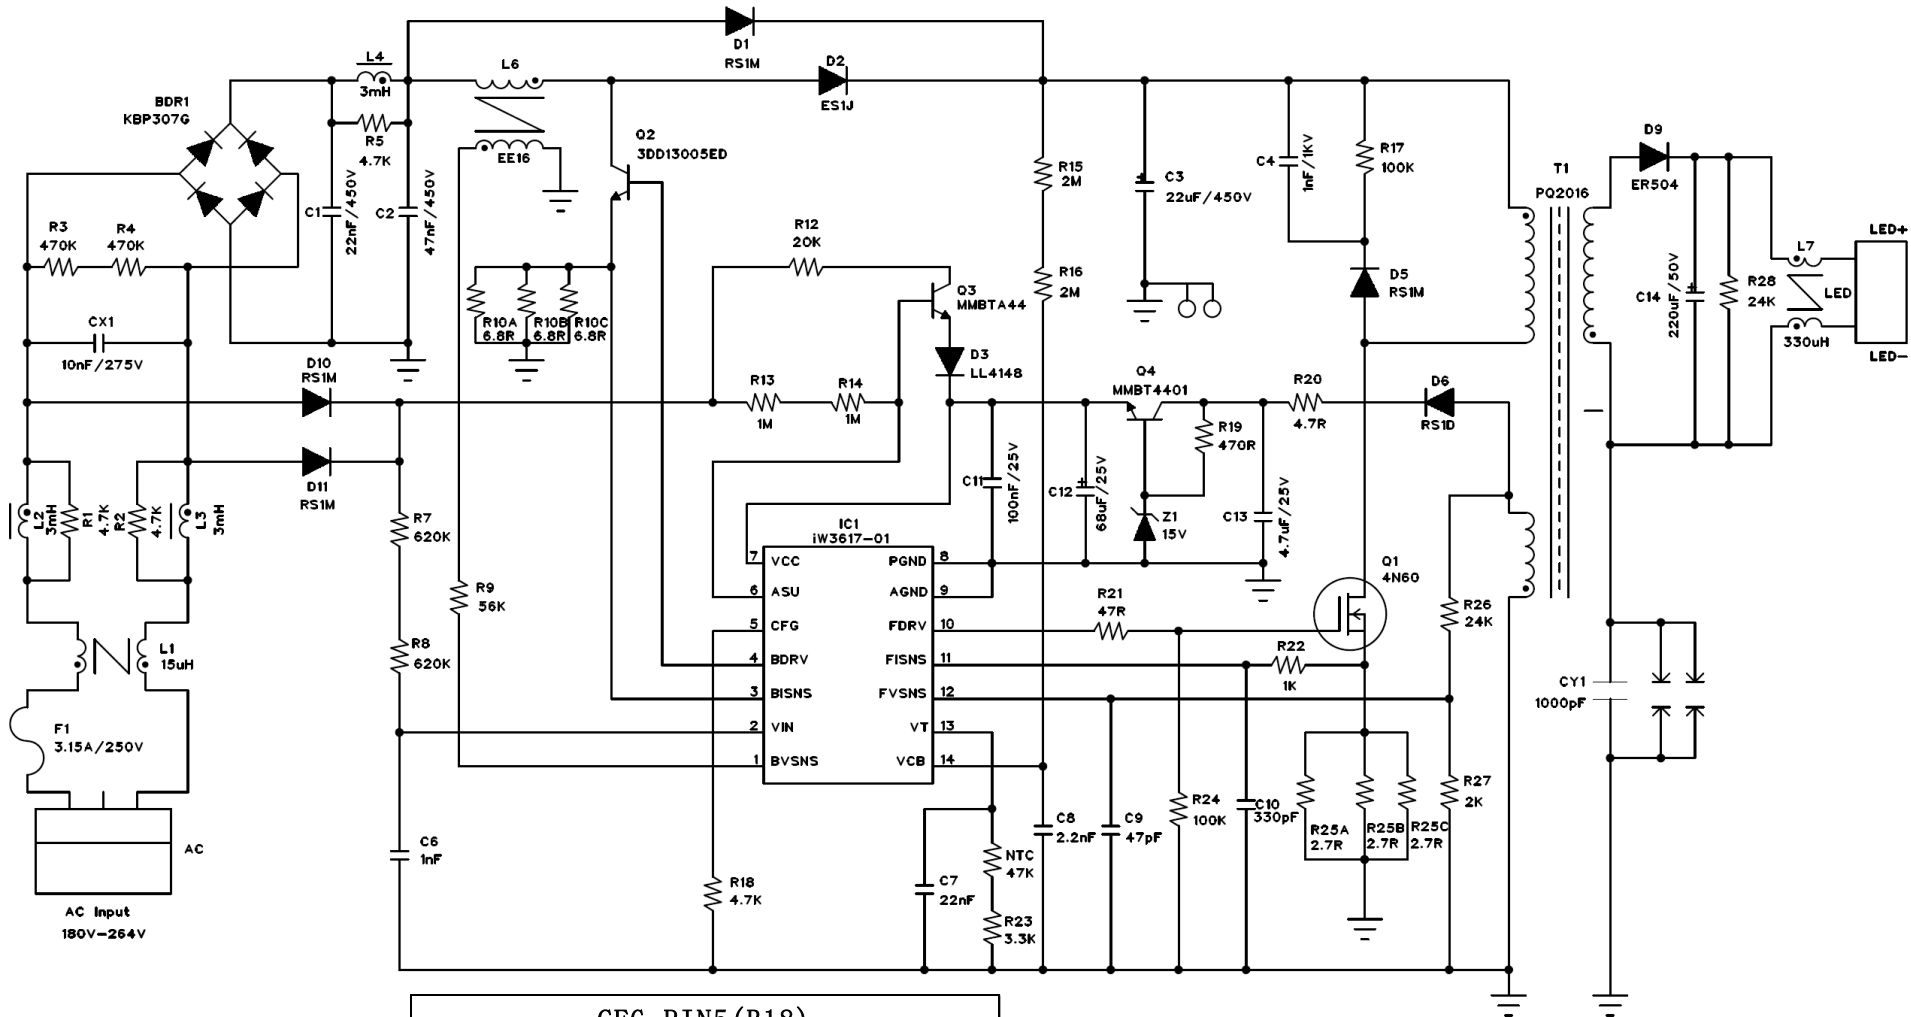 D1
RS1M
L4
3mH
L6
D2
ES1J
BDR1
KBP307G
R5
4.7K
EE16
Q2
3DD13005ED
C1
22nF/450V
C2
47nF/450V
R15
2M
R16
2M
C3
22uF/450V
C4
1nF/1KV
R17
100K
D5
RS1M
T1
PQ2016
D9
ER504
C14
220uF/50V
R28
24K
L7
LED
330uH
LED+
LED-
R3
470K
R4
470K
CX1
10nF/275V
D10
RS1M
D11
RS1M
R10A
6.8R
R10B
6.8R
R10C
6.8R
R12
20K
Q3
MMBTA44
D3
LL4148
R13
1M
R14
1M
Q4
MMBT4401
R20
4.7R
D6
RS1D
R19
470R
C11
100nF/25V
C12
68uF/25V
Z1
15V
C13
4.7uF/25V
L2
3mH
R1
4.7K
R2
4.7K
L3
3mH
R7
620K
R8
620K
R9
56K
L1
15uH
F1
3.15A/250V
IC1
iW3617-01
7 VCC
6 ASU
5 CFG
4 BDRV
3 BISNS
2 VIN
1 BVSNS
PGND 8
AGND 9
FDRV 10
FISNS 11
FVSNS 12
VT 13
VCB 14
R21
47R
Q1
4N60
R22
1K
R26
24K
R27
2K
CY1
1000pF
R24
100K
C10
330pF
R25A
2.7R
R25B
2.7R
R25C
2.7R
C6
1nF
R18
4.7K
C7
22nF
NTC
47K
R23
3.3K
C8
2.2nF
C9
47pF
AC
AC Input
180V-264V
CFG PIN5(R18)